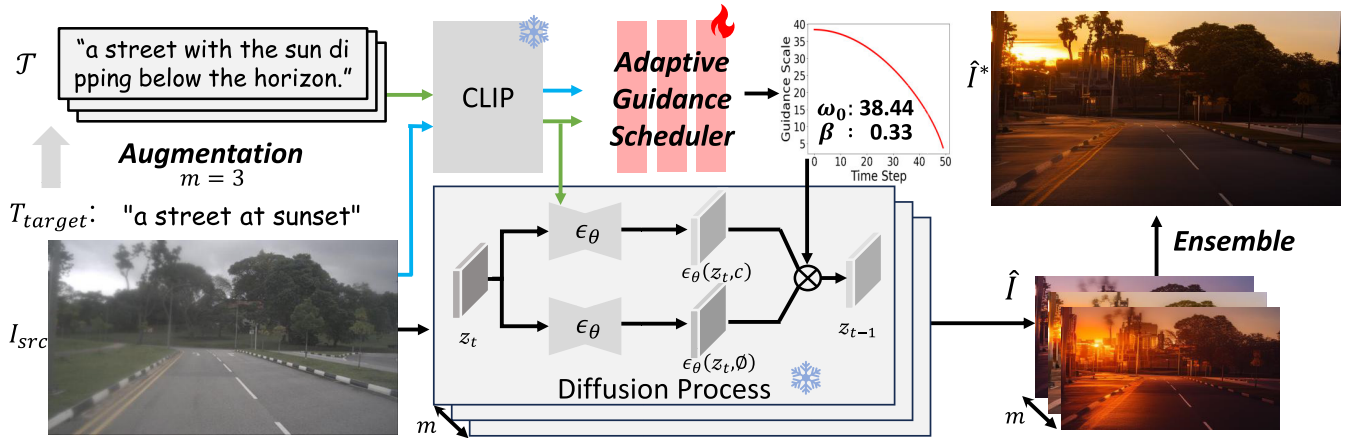 𝒯
“a street with the sun di
pping below the horizon.”
Augmentation
m = 3
T_target: "a street at sunset"
I_src
CLIP
Adaptive
Guidance
Scheduler
Guidance Scale
40
35
30
25
20
15
10
5
0 10 20 30 40 50
Time Step
ω₀: 38.44
β : 0.33
z_t
ϵ_θ
ϵ_θ
ϵ_θ(z_t,c)
ϵ_θ(z_t,∅)
z_{t−1}
Diffusion Process
m
Î*
Ensemble
Î
m